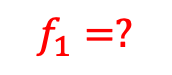 f₁ =?